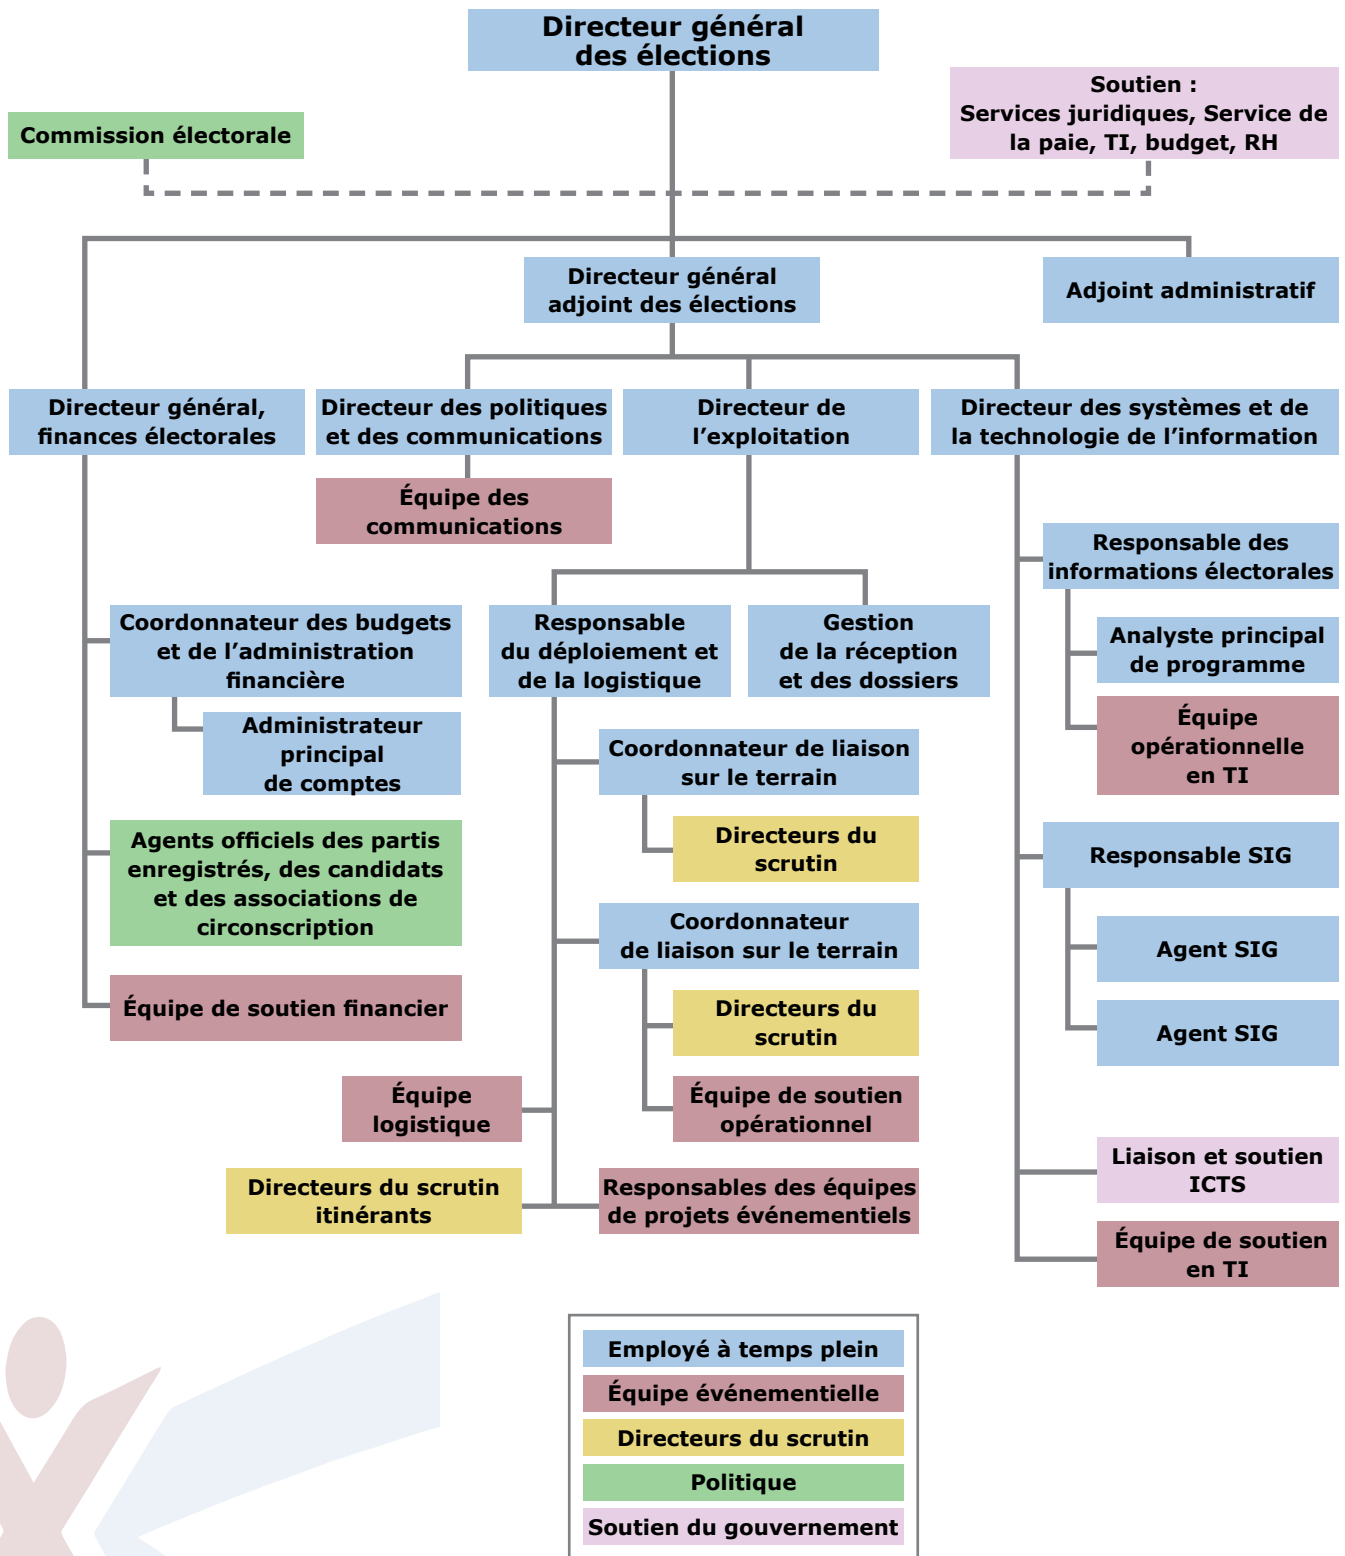 Directeur général
des élections
Soutien :
Services juridiques, Service de
la paie, TI, budget, RH
Commission électorale
Directeur général
adjoint des élections
Adjoint administratif
Directeur général,
finances électorales
Directeur des politiques
et des communications
Directeur de
l'exploitation
Directeur des systèmes et de
la technologie de l'information
Équipe des
communications
Responsable des
informations électorales
Coordonnateur des budgets
et de l'administration
financière
Responsable
du déploiement et
de la logistique
Gestion
de la réception
et des dossiers
Analyste principal
de programme
Administrateur
principal
de comptes
Coordonnateur de liaison
sur le terrain
Équipe
opérationnelle
en TI
Agents officiels des partis
enregistrés, des candidats
et des associations de
circonscription
Directeurs du
scrutin
Responsable SIG
Coordonnateur
de liaison sur le terrain
Agent SIG
Équipe de soutien financier
Directeurs du
scrutin
Agent SIG
Équipe
logistique
Équipe de soutien
opérationnel
Liaison et soutien
ICTS
Directeurs du scrutin
itinérants
Responsables des équipes
de projets événementiels
Équipe de soutien
en TI
Employé à temps plein
Équipe événementielle
Directeurs du scrutin
Politique
Soutien du gouvernement